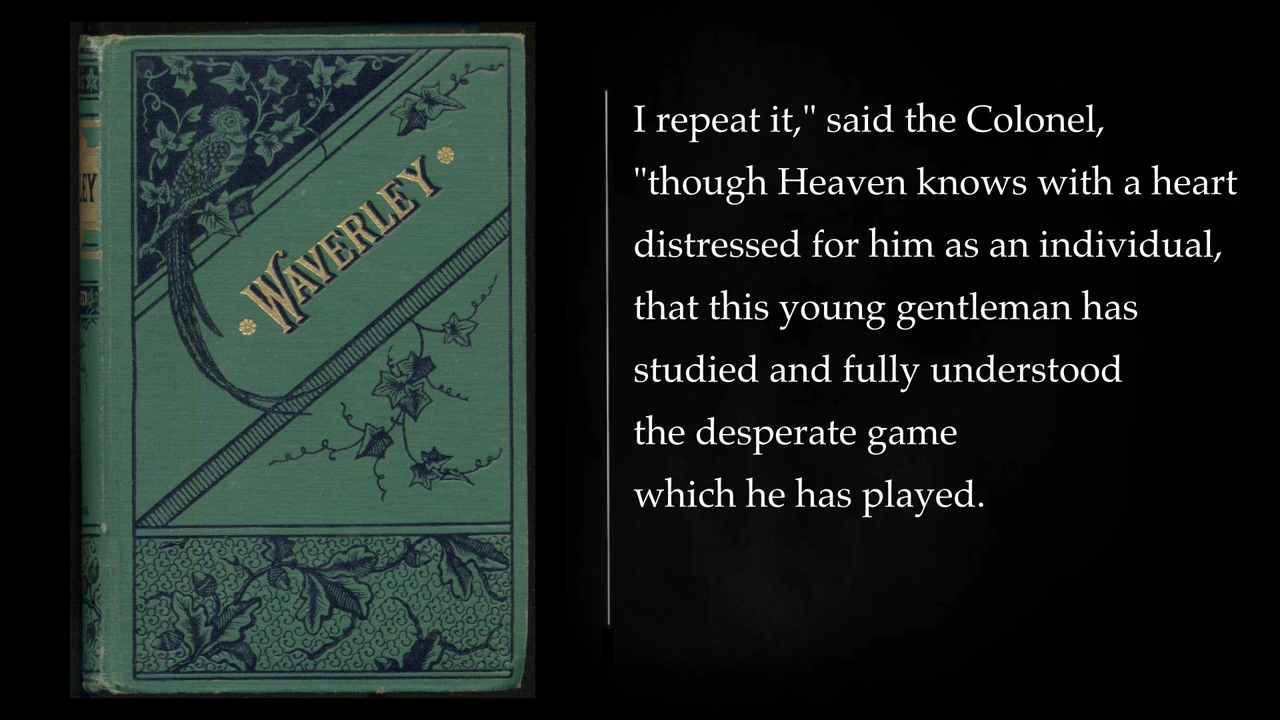 WAVERLEY
EY
I repeat it," said the Colonel,
"though Heaven knows with a heart
distressed for him as an individual,
that this young gentleman has
studied and fully understood
the desperate game
which he has played.